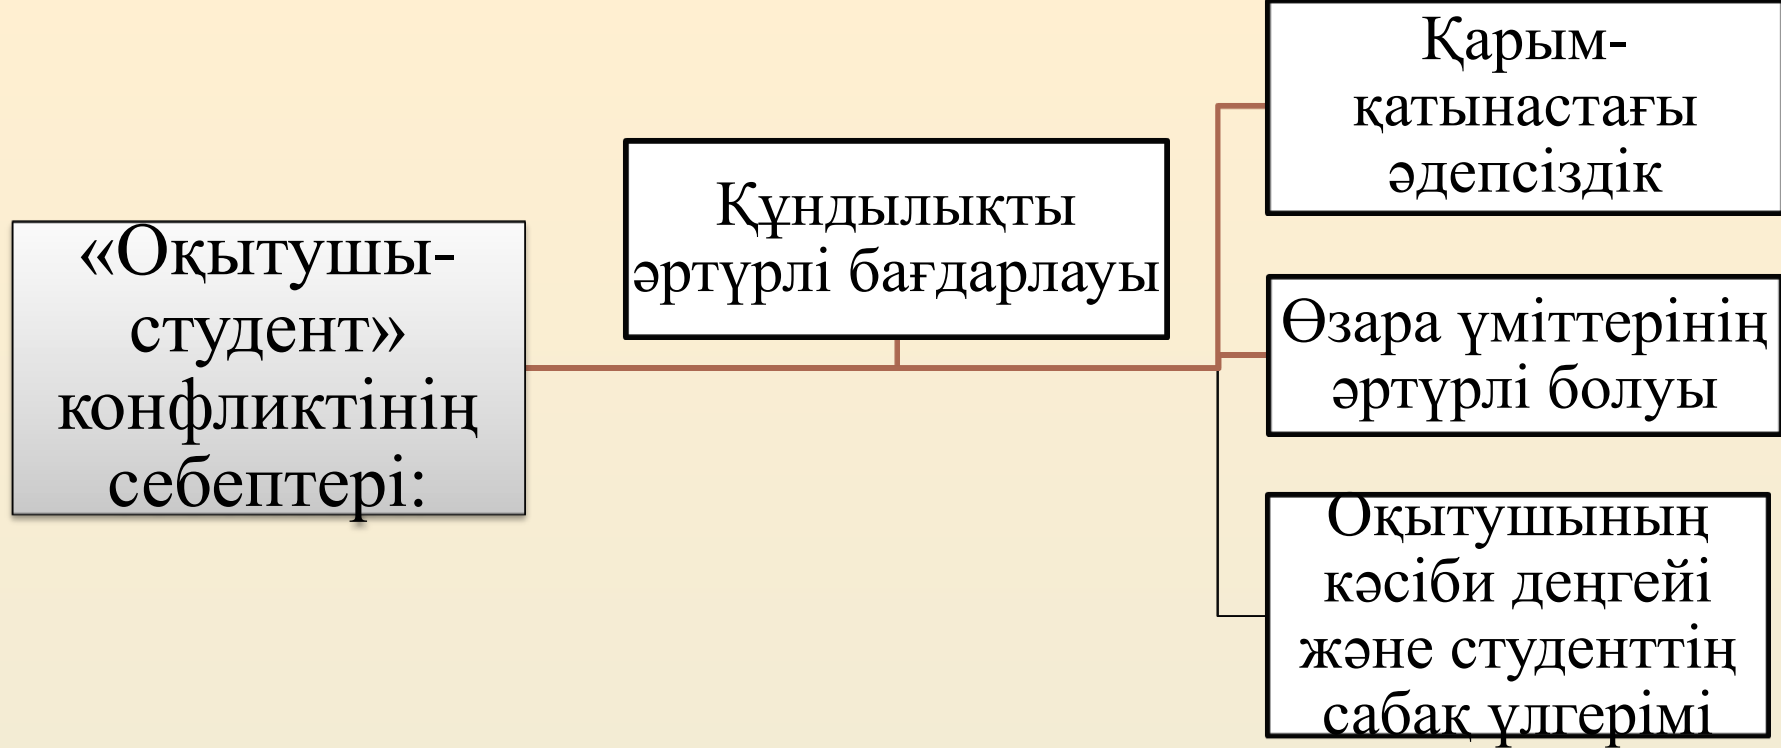 «Оқытушы-
студент»
конфликтінің
себептері:
Құндылықты
әртүрлі бағдарлауы
Қарым-
қатынастағы
әдепсіздік
Өзара үміттерінің
әртүрлі болуы
Оқытушының
кәсіби деңгейі
және студенттің
сабақ үлгерімі